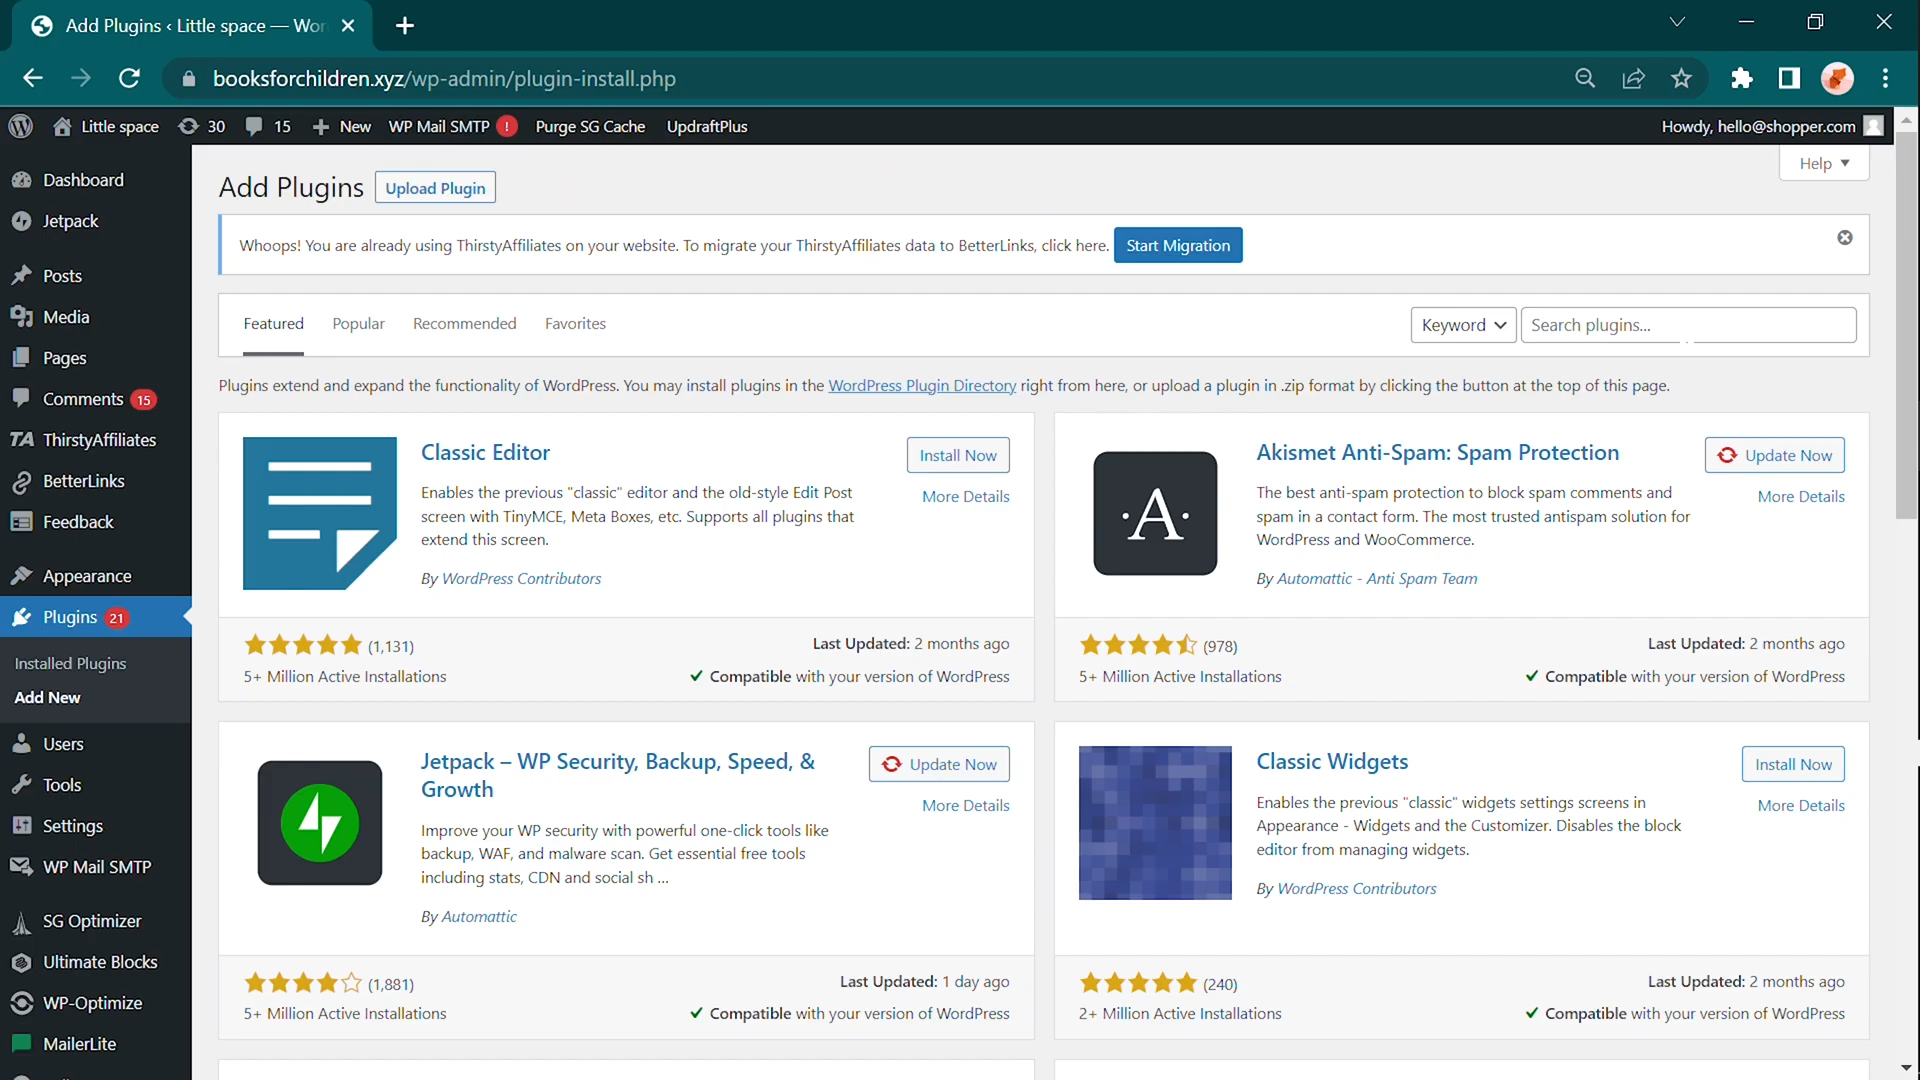 Add Plugins ‹ Little space — Wor
booksforchildren.xyz/wp-admin/plugin-install.php
Little space 30 15 New WP Mail SMTP ! Purge SG Cache UpdraftPlus Howdy, hello@shopper.com
Help
Dashboard
Jetpack
Posts
Media
Pages
Comments 15
TA ThirstyAffiliates
BetterLinks
Feedback
Appearance
Plugins 21
Installed Plugins
Add New
Users
Tools
Settings
WP Mail SMTP
SG Optimizer
Ultimate Blocks
WP-Optimize
MailerLite
Add Plugins Upload Plugin
Whoops! You are already using ThirstyAffiliates on your website. To migrate your ThirstyAffiliates data to BetterLinks, click here. Start Migration
Featured Popular Recommended Favorites Keyword Search plugins...
Plugins extend and expand the functionality of WordPress. You may install plugins in the WordPress Plugin Directory right from here, or upload a plugin in .zip format by clicking the button at the top of this page.
Classic Editor
Install Now
More Details
Enables the previous "classic" editor and the old-style Edit Post
screen with TinyMCE, Meta Boxes, etc. Supports all plugins that
extend this screen.
By WordPress Contributors
(1,131)
Last Updated: 2 months ago
5+ Million Active Installations
Compatible with your version of WordPress
·A·
Akismet Anti-Spam: Spam Protection
Update Now
More Details
The best anti-spam protection to block spam comments and
spam in a contact form. The most trusted antispam solution for
WordPress and WooCommerce.
By Automattic - Anti Spam Team
(978)
Last Updated: 2 months ago
5+ Million Active Installations
Compatible with your version of WordPress
Jetpack – WP Security, Backup, Speed, &
Growth
Update Now
More Details
Improve your WP security with powerful one-click tools like
backup, WAF, and malware scan. Get essential free tools
including stats, CDN and social sh ...
By Automattic
(1,881)
Last Updated: 1 day ago
5+ Million Active Installations
Compatible with your version of WordPress
Classic Widgets
Install Now
More Details
Enables the previous "classic" widgets settings screens in
Appearance - Widgets and the Customizer. Disables the block
editor from managing widgets.
By WordPress Contributors
(240)
Last Updated: 2 months ago
2+ Million Active Installations
Compatible with your version of WordPress